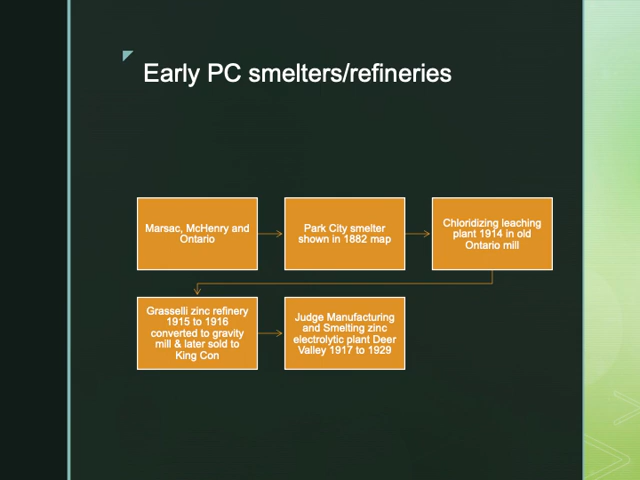 Early PC smelters/refineries
Marsac, McHenry and
Ontario
Park City smelter
shown in 1882 map
Chloridizing leaching
plant 1914 in old
Ontario mill
Grasselli zinc refinery
1915 to 1916
converted to gravity
mill & later sold to
King Con
Judge Manufacturing
and Smelting zinc
electrolytic plant Deer
Valley 1917 to 1929